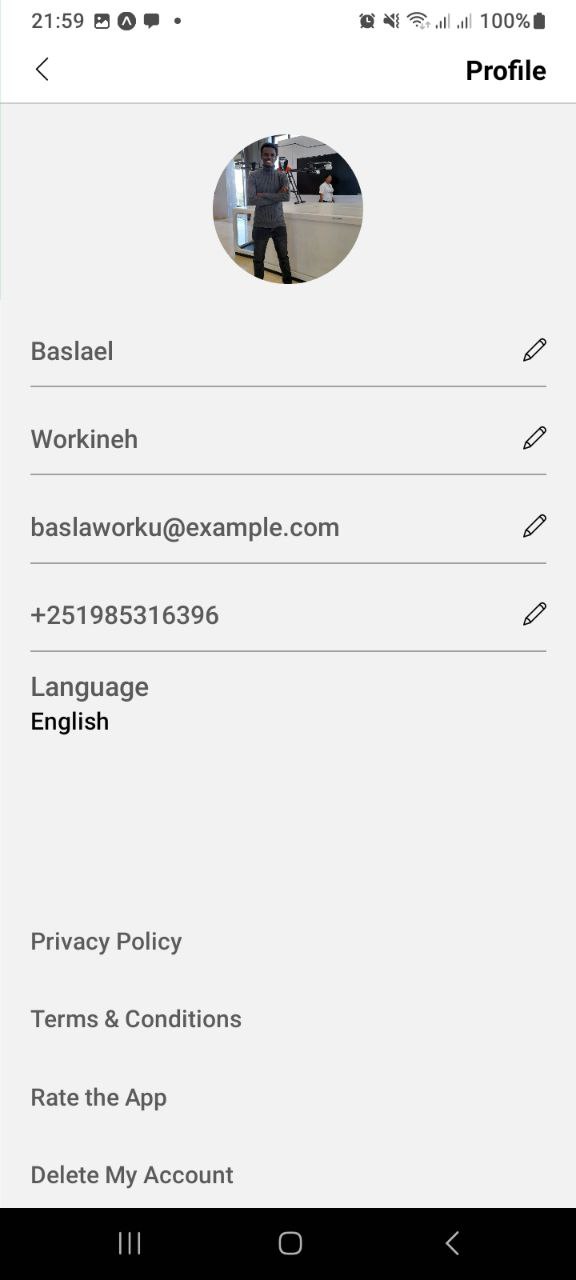 21:59 100%
Profile
Baslael
Workineh
baslaworku@example.com
+251985316396
Language
English
Privacy Policy
Terms & Conditions
Rate the App
Delete My Account